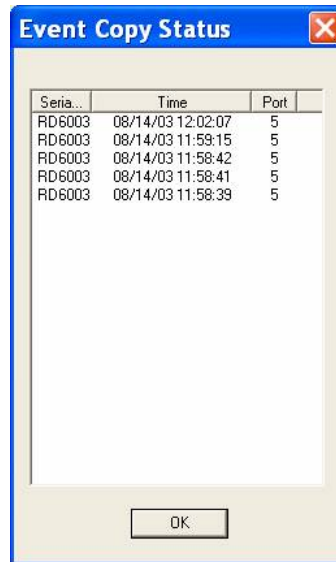 Event Copy Status
Seria... Time Port
RD6003 08/14/03 12:02:07 5
RD6003 08/14/03 11:59:15 5
RD6003 08/14/03 11:58:42 5
RD6003 08/14/03 11:58:41 5
RD6003 08/14/03 11:58:39 5
OK